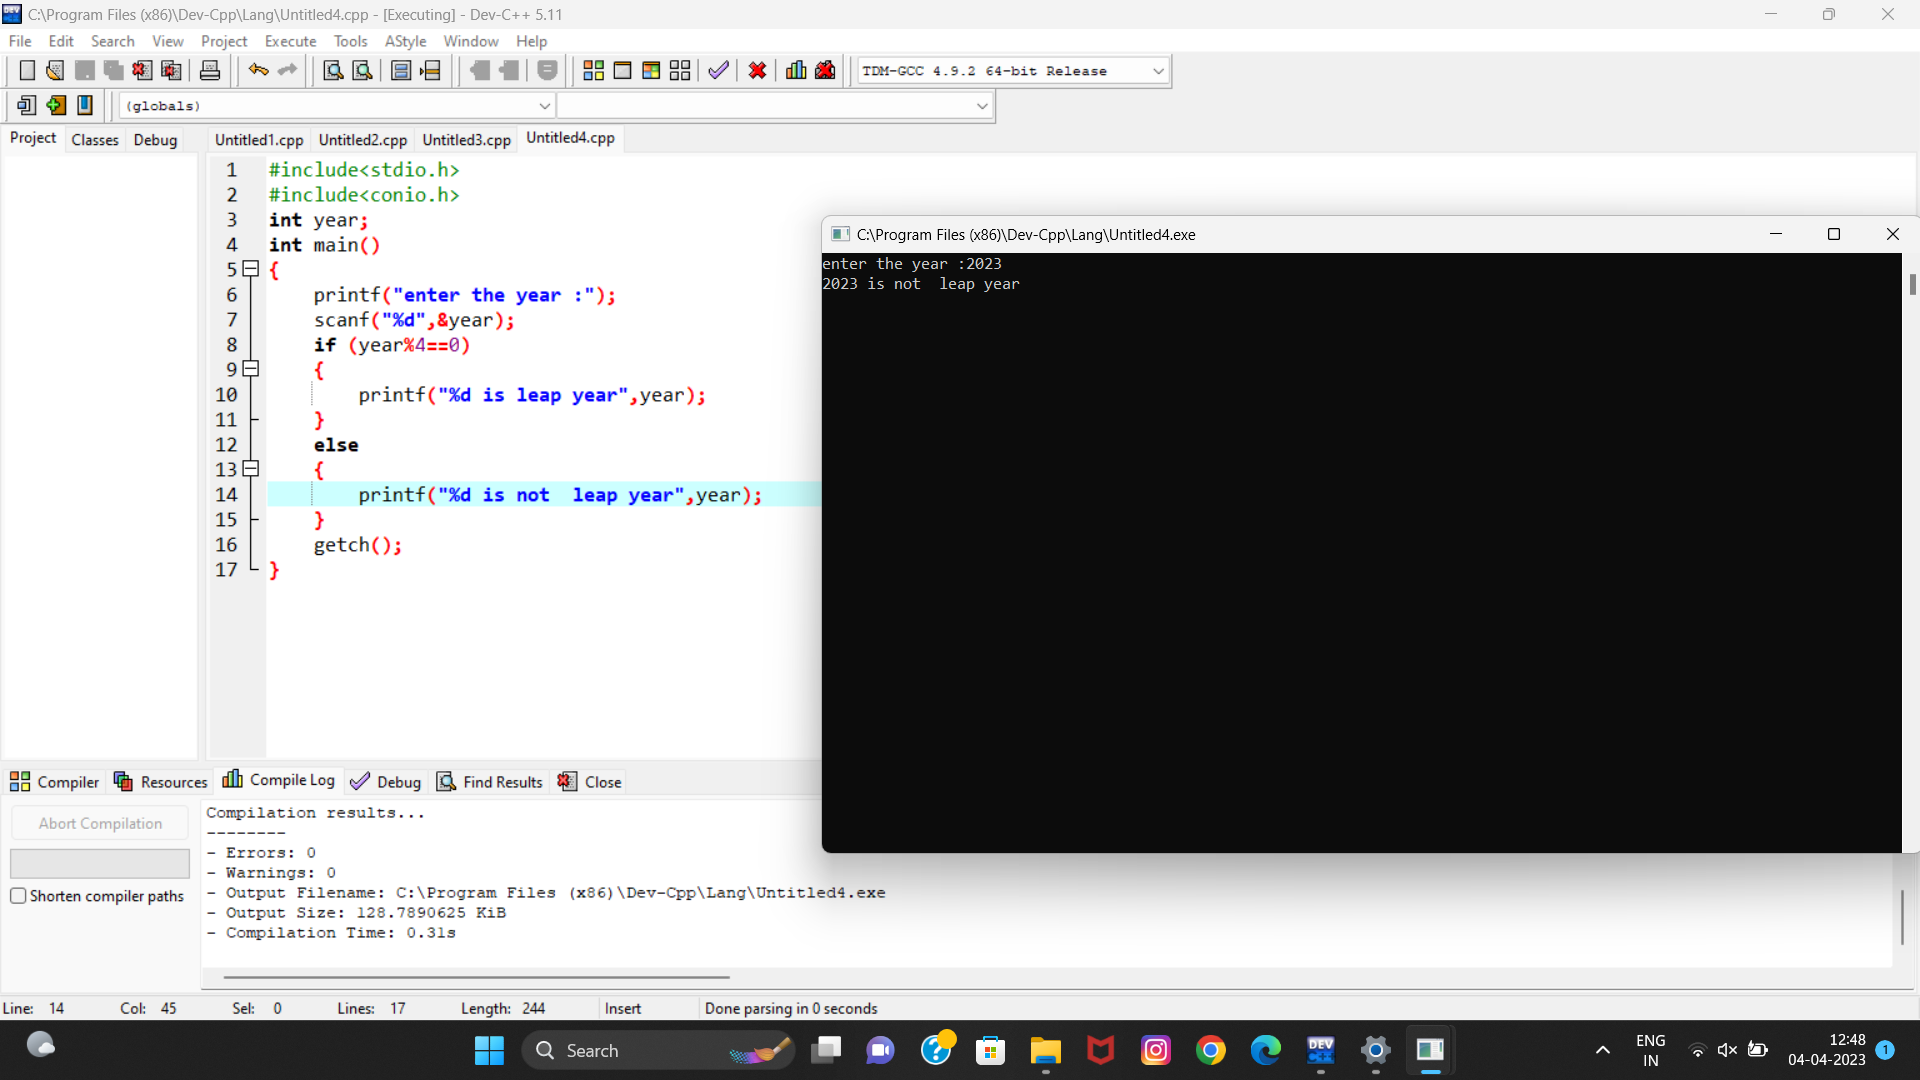 C:\Program Files (x86)\Dev-Cpp\Lang\Untitled4.cpp - [Executing] - Dev-C++ 5.11
File Edit Search View Project Execute Tools AStyle Window Help
TDM-GCC 4.9.2 64-bit Release
(globals)
Project Classes Debug Untitled1.cpp Untitled2.cpp Untitled3.cpp Untitled4.cpp
1 #include<stdio.h>
2 #include<conio.h>
3 int year;
4 int main()
5 {
6 printf("enter the year :");
7 scanf("%d",&year);
8 if (year%4==0)
9 {
10 printf("%d is leap year",year);
11 }
12 else
13 {
14 printf("%d is not  leap year",year);
15 }
16 getch();
17 }
C:\Program Files (x86)\Dev-Cpp\Lang\Untitled4.exe
enter the year :2023
2023 is not  leap year
Compiler Resources Compile Log Debug Find Results Close
Abort Compilation
Shorten compiler paths
Compilation results...
--------
- Errors: 0
- Warnings: 0
- Output Filename: C:\Program Files (x86)\Dev-Cpp\Lang\Untitled4.exe
- Output Size: 128.7890625 KiB
- Compilation Time: 0.31s
Line: 14 Col: 45 Sel: 0 Lines: 17 Length: 244 Insert Done parsing in 0 seconds
Search
DEV
ENG
IN
12:48
04-04-2023
1